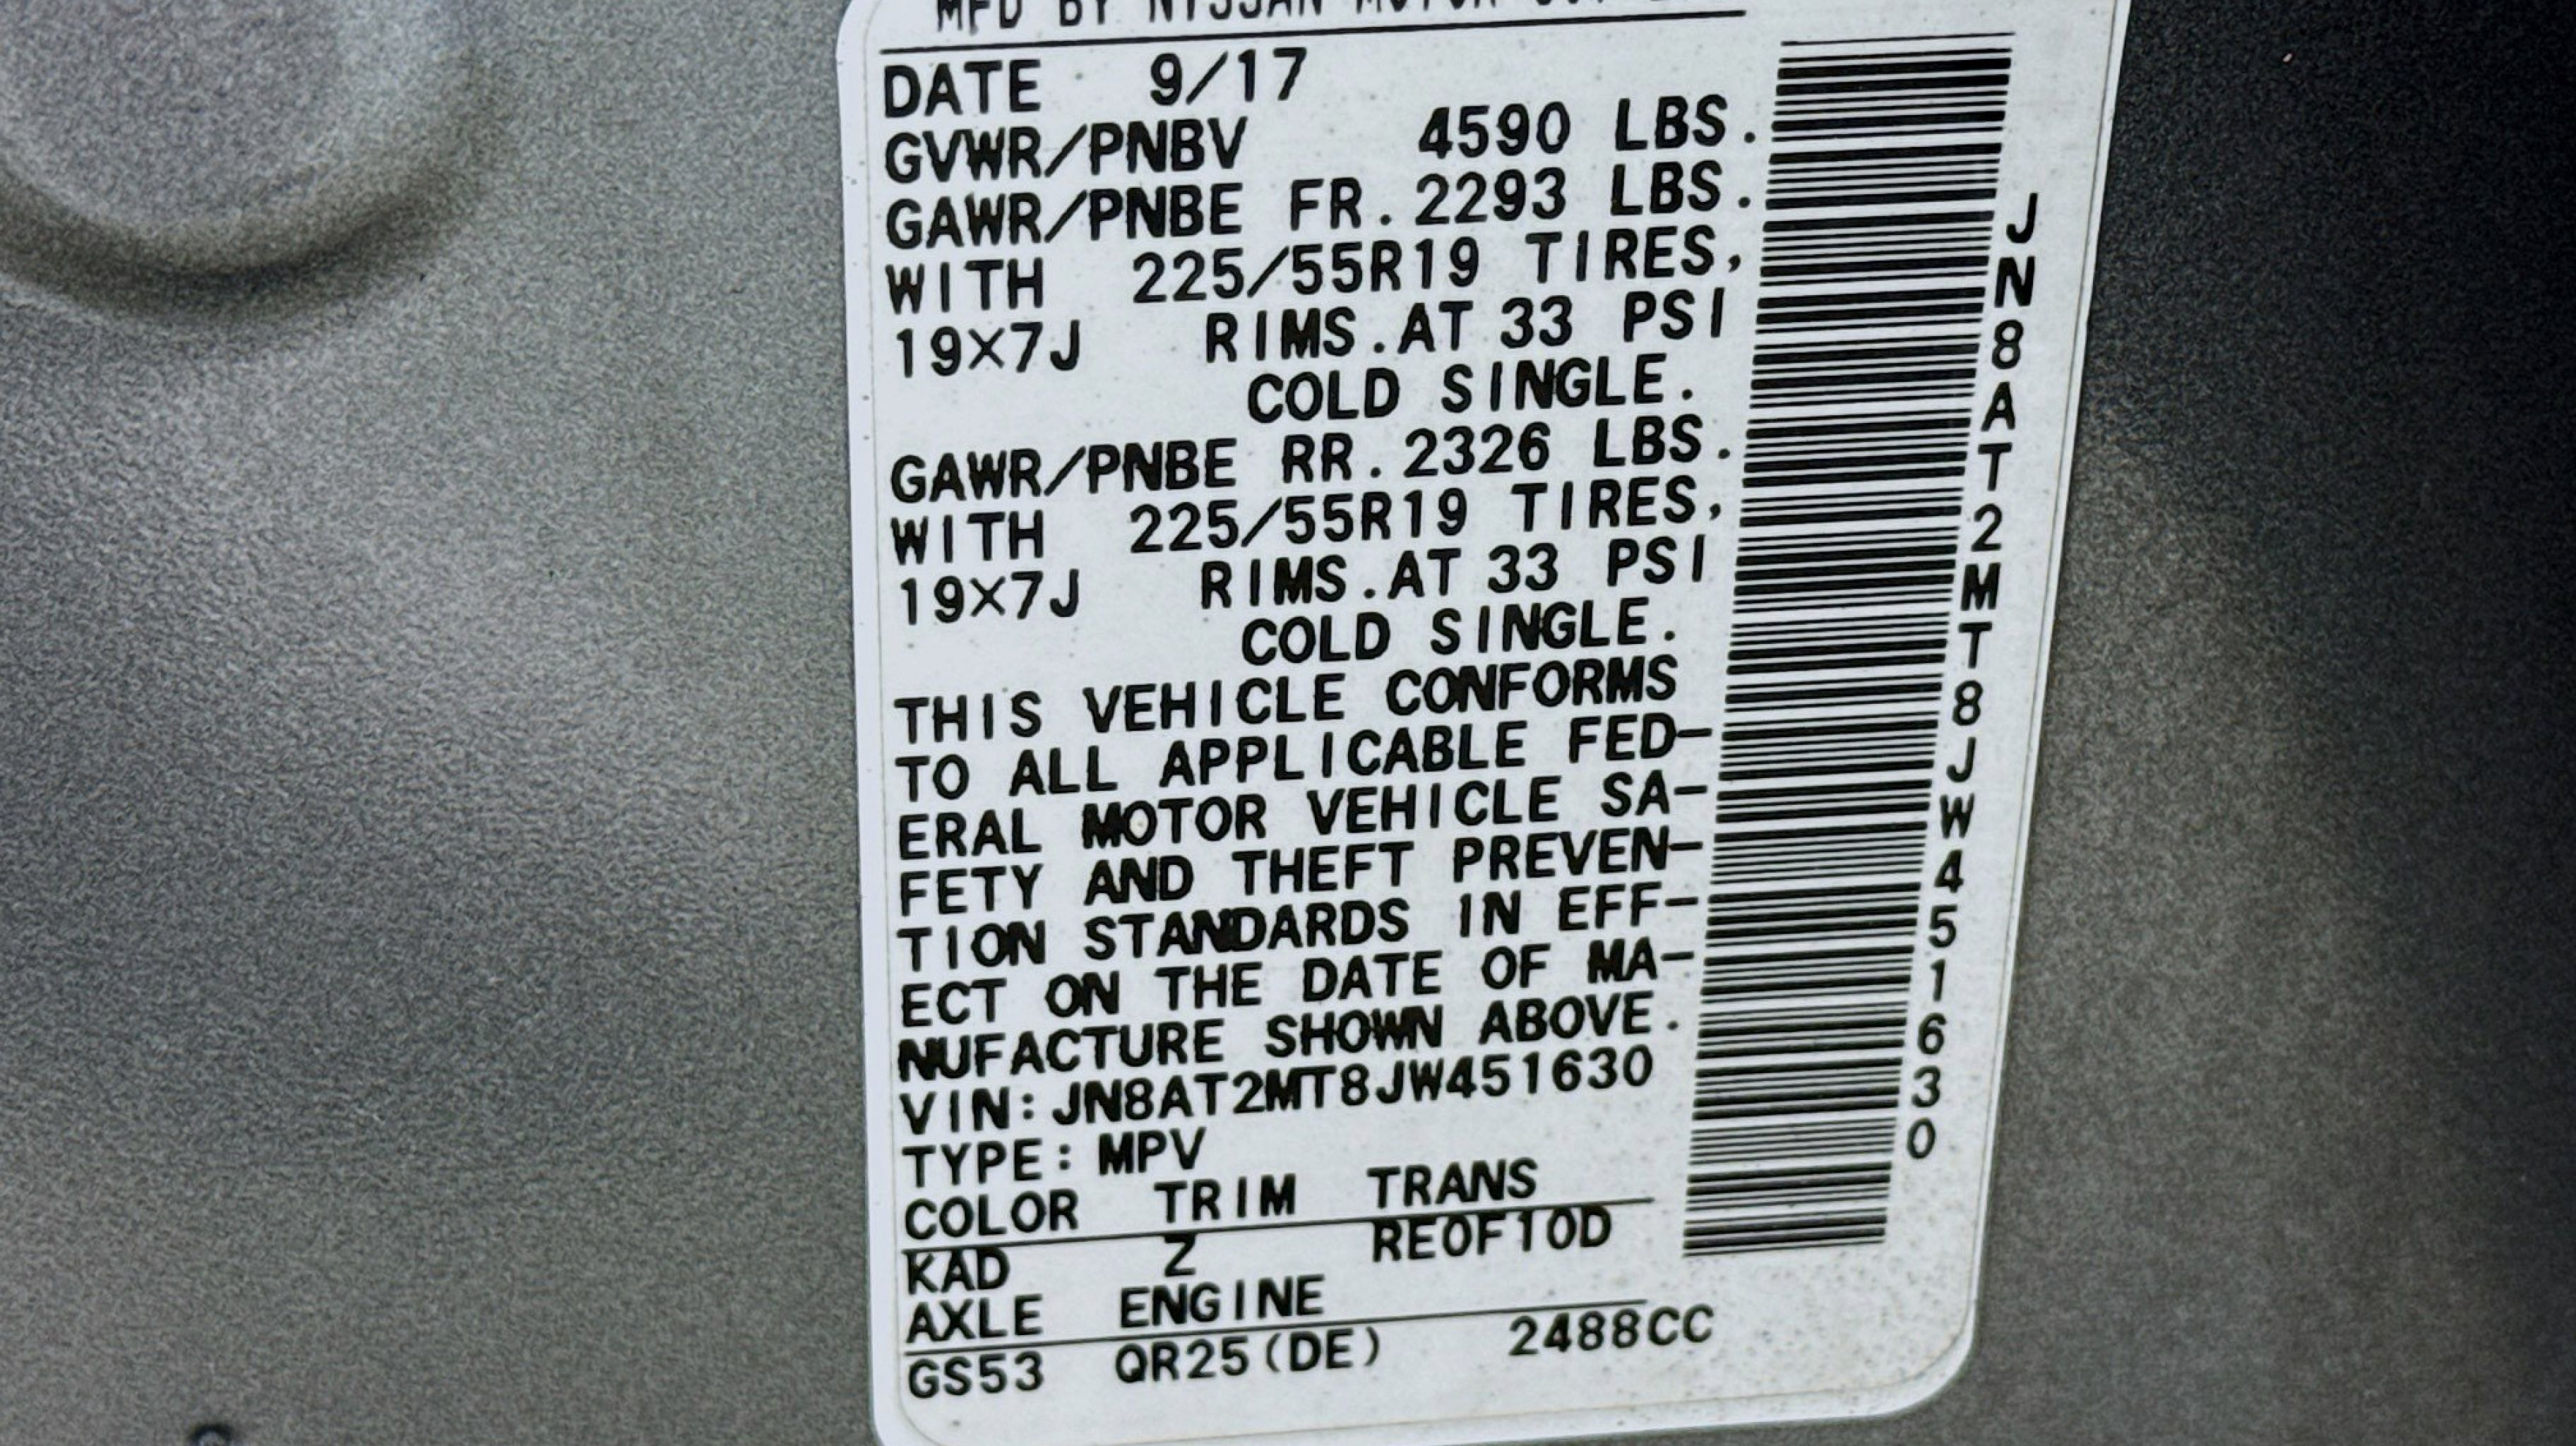 MFD BY NISSAN MOTOR
DATE 9/17
GVWR/PNBV 4590 LBS.
GAWR/PNBE FR. 2293 LBS.
WITH 225/55R19 TIRES,
19×7J RIMS. AT 33 PSI
COLD SINGLE.
GAWR/PNBE RR. 2326 LBS.
WITH 225/55R19 TIRES,
19×7J RIMS. AT 33 PSI
COLD SINGLE.
THIS VEHICLE CONFORMS
TO ALL APPLICABLE FED-
ERAL MOTOR VEHICLE SA-
FETY AND THEFT PREVEN-
TION STANDARDS IN EFF-
ECT ON THE DATE OF MA-
NUFACTURE SHOWN ABOVE.
VIN: JN8AT2MT8JW451630
TYPE: MPV
COLOR TRIM TRANS
KAD Z RE0F10D
AXLE ENGINE
GS53 QR25(DE) 2488CC
JN8AT2MT8JW451630